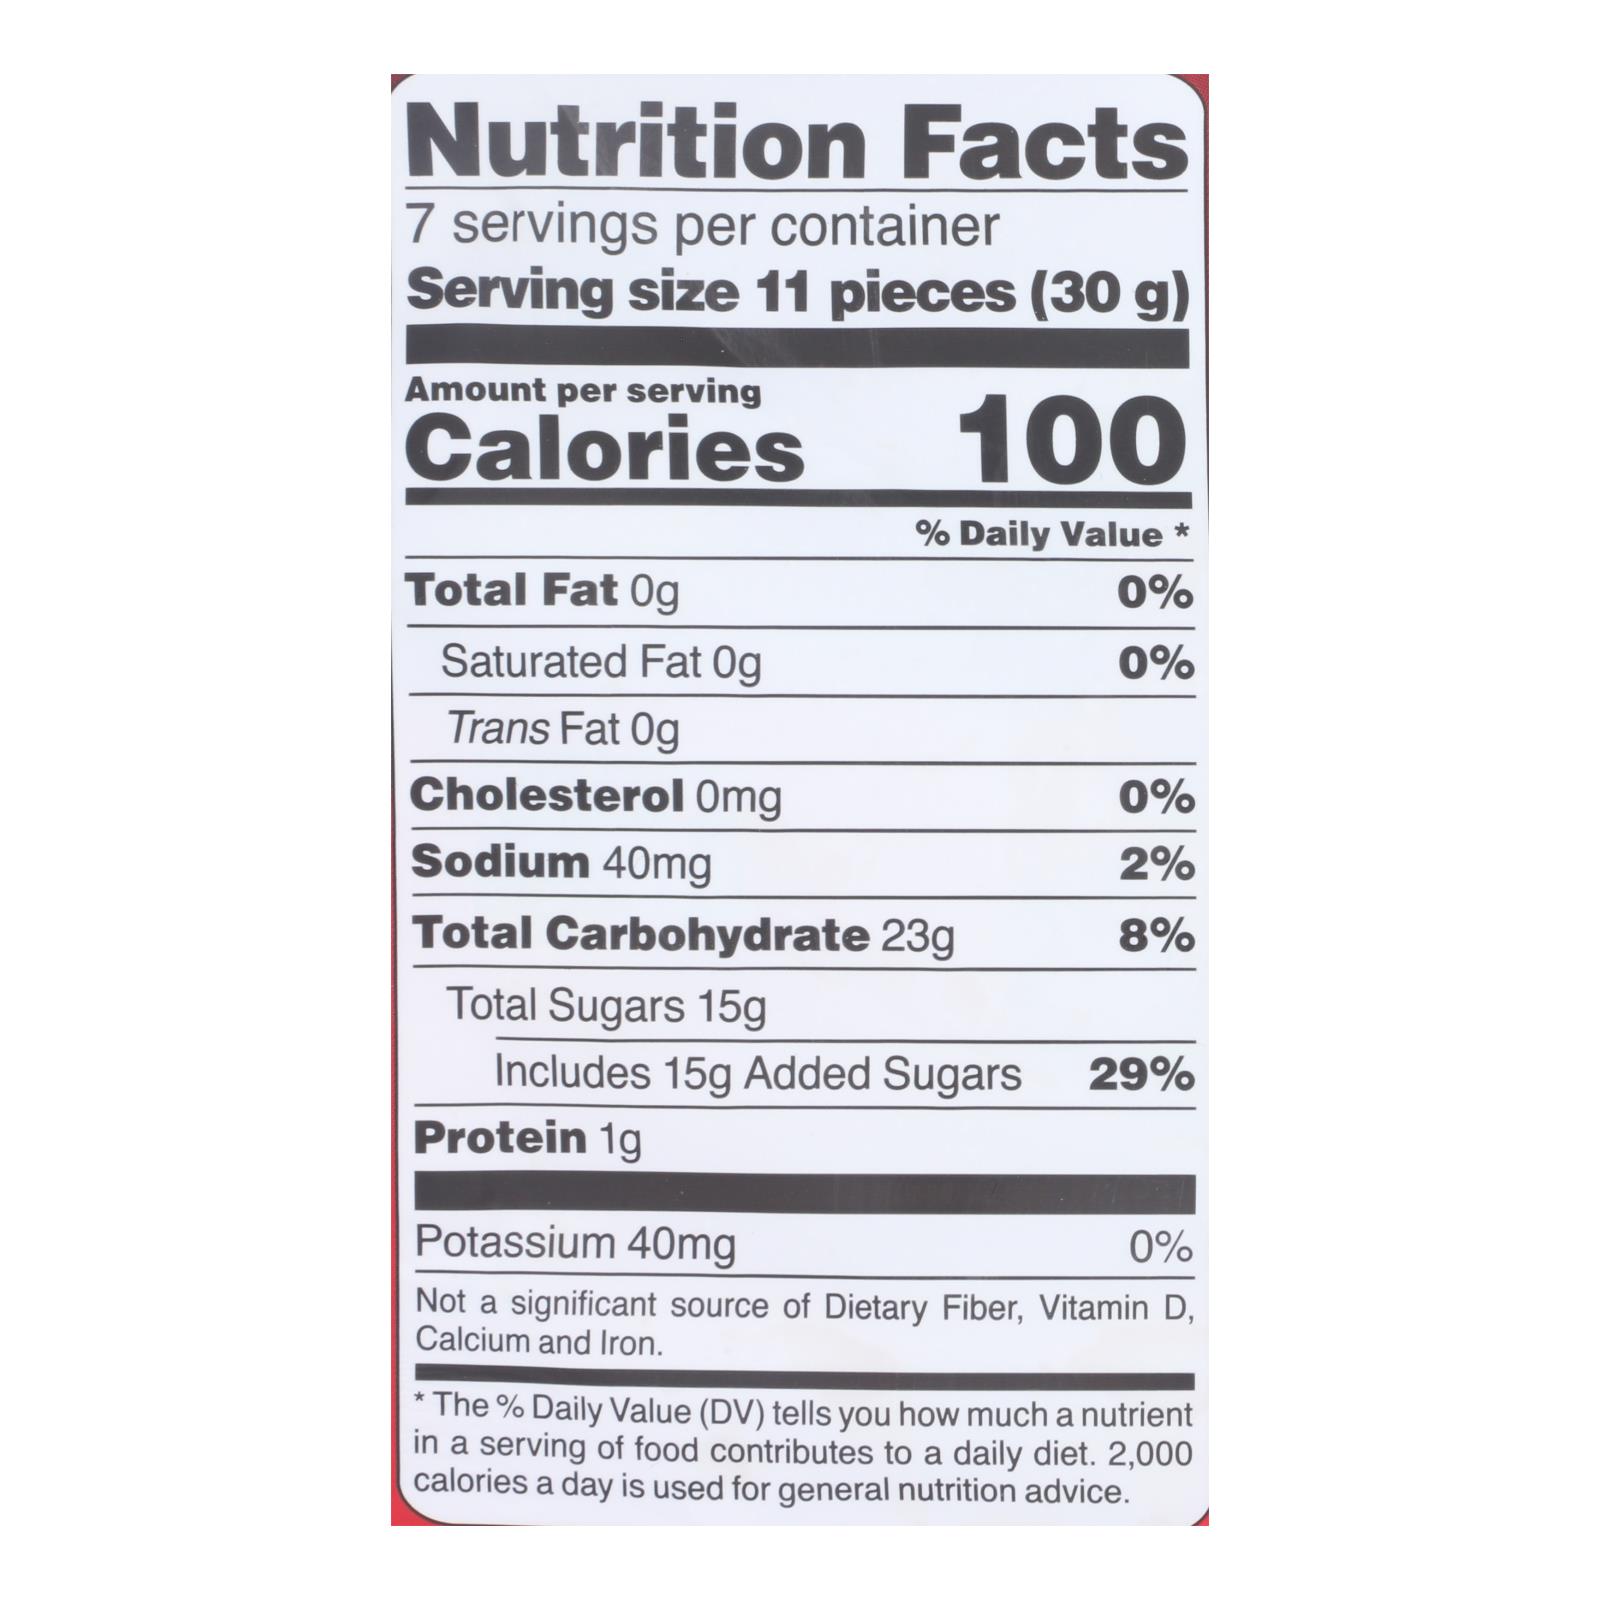 Nutrition Facts
7 servings per container
Serving size 11 pieces (30 g)
Amount per serving
Calories 100
% Daily Value *
Total Fat 0g 0%
Saturated Fat 0g 0%
Trans Fat 0g
Cholesterol 0mg 0%
Sodium 40mg 2%
Total Carbohydrate 23g 8%
Total Sugars 15g
Includes 15g Added Sugars 29%
Protein 1g
Potassium 40mg 0%
Not a significant source of Dietary Fiber, Vitamin D,
Calcium and Iron.
* The % Daily Value (DV) tells you how much a nutrient
in a serving of food contributes to a daily diet. 2,000
calories a day is used for general nutrition advice.